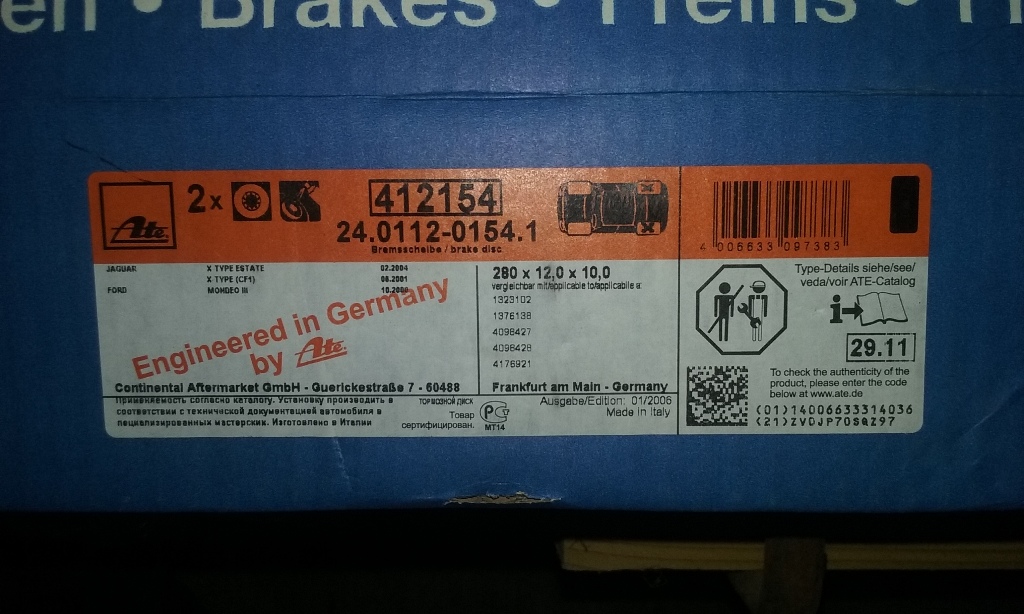 en • Brakes • Freins • Fr
Ate
2x
412154
24.0112-0154.1
Bremsscheibe / brake disc
4 006633 097383
JAGUAR X TYPE ESTATE 02.2004
X TYPE (CF1) 06.2001
FORD MONDEO III 10.2000
Engineered in Germany
by Ate
280 x 12,0 x 10,0
vergleichbar mit/applicable to/applicabile a:
1323102
1376138
4098427
4098428
4176921
Type-Details siehe/see/
veda/voir ATE-Catalog
i
29.11
Continental Aftermarket GmbH - Guerickestraße 7 - 60488 Frankfurt am Main - Germany
Применяемость согласно каталогу. Установку производить в
соответствии с технической документацией автомобиля в
пециализированных мастерских. Изготовлено в Италии
ТОРМОЗНОЙ ДИСК
Товар
сертифицирован.
МТ14
Ausgabe/Edition: 01/2006
Made in Italy
To check the authenticity of the
product, please enter the code
below at www.ate.de
(01)14006633314036
(21)ZVDJP70SQZ97